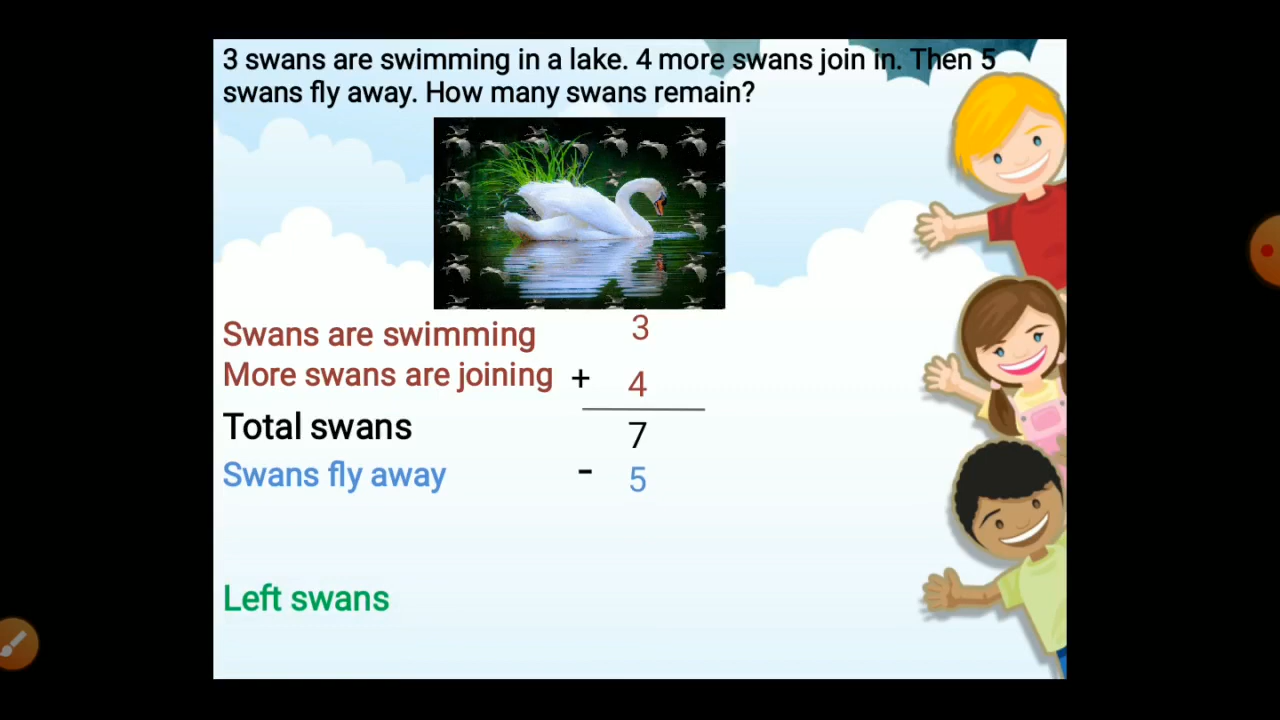 3 swans are swimming in a lake. 4 more swans join in. Then 5
swans fly away. How many swans remain?
Swans are swimming 3
More swans are joining + 4
Total swans 7
Swans fly away - 5
Left swans